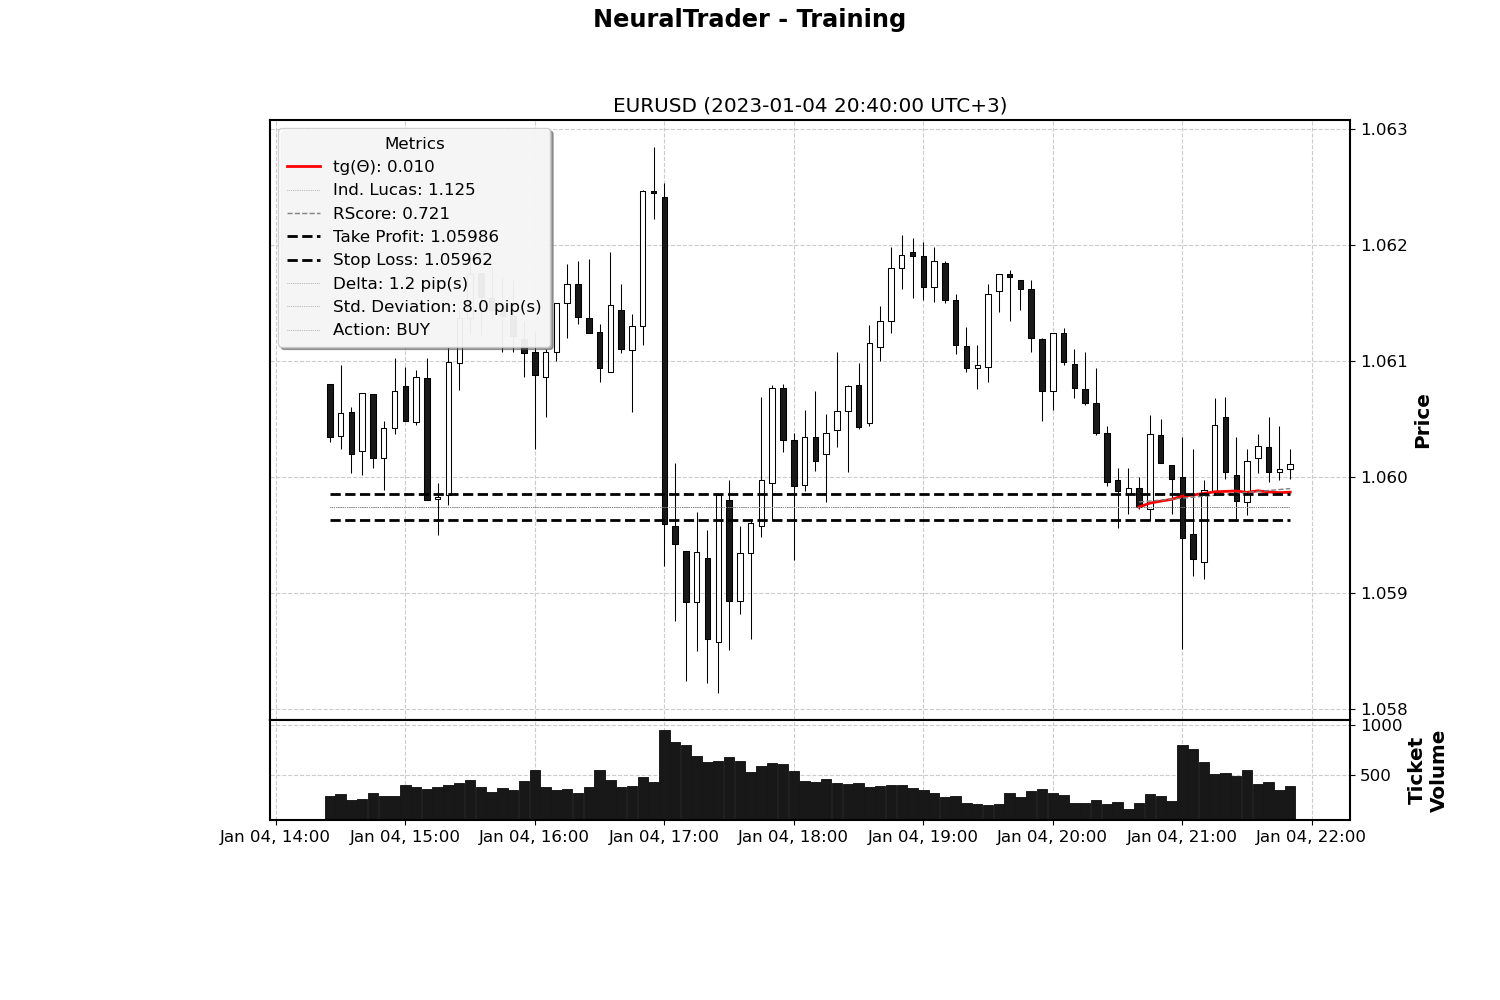 NeuralTrader - Training
EURUSD (2023-01-04 20:40:00 UTC+3)
Metrics
tg(Θ): 0.010
Ind. Lucas: 1.125
RScore: 0.721
Take Profit: 1.05986
Stop Loss: 1.05962
Delta: 1.2 pip(s)
Std. Deviation: 8.0 pip(s)
Action: BUY
1.063
1.062
1.061
1.060
1.059
1.058
Price
1000
500
Ticket
Volume
Jan 04, 14:00
Jan 04, 15:00
Jan 04, 16:00
Jan 04, 17:00
Jan 04, 18:00
Jan 04, 19:00
Jan 04, 20:00
Jan 04, 21:00
Jan 04, 22:00